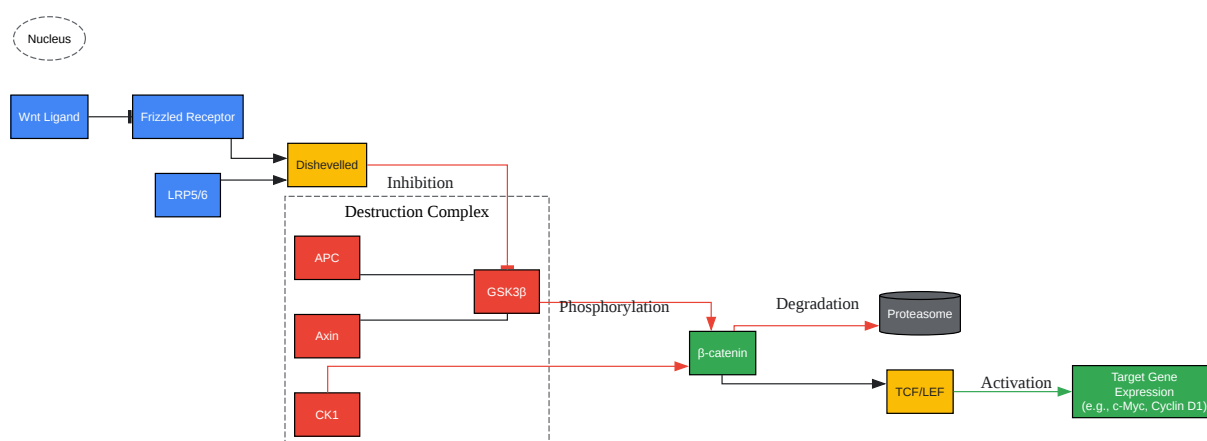 Nucleus
Wnt Ligand
Frizzled Receptor
Dishevelled
LRP5/6
Inhibition
Destruction Complex
APC
GSK3β
Phosphorylation
Degradation
Proteasome
Axin
β-catenin
CK1
TCF/LEF
Activation
Target Gene
Expression
(e.g., c-Myc, Cyclin D1)